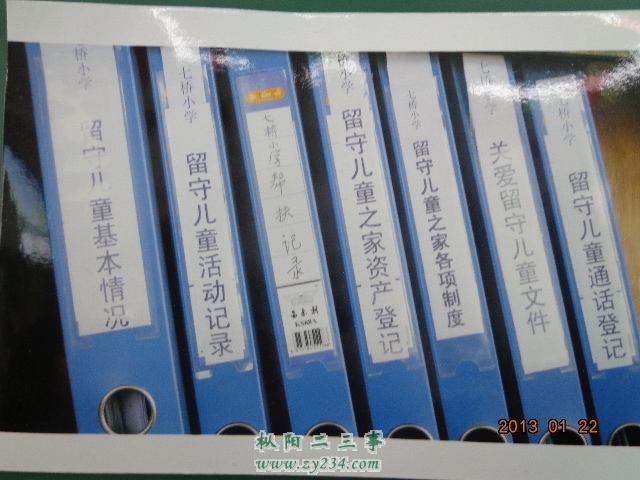 七桥小学
留守儿童基本情况
七桥小学
留守儿童活动记录
七桥小学帮扶记录
七桥小学
留守儿童之家资产登记
七桥小学
留守儿童之家各项制度
七桥小学
关爱留守儿童文件
七桥小学
留守儿童通话登记
2013 01 22
枞阳二三事
www.zy234.com